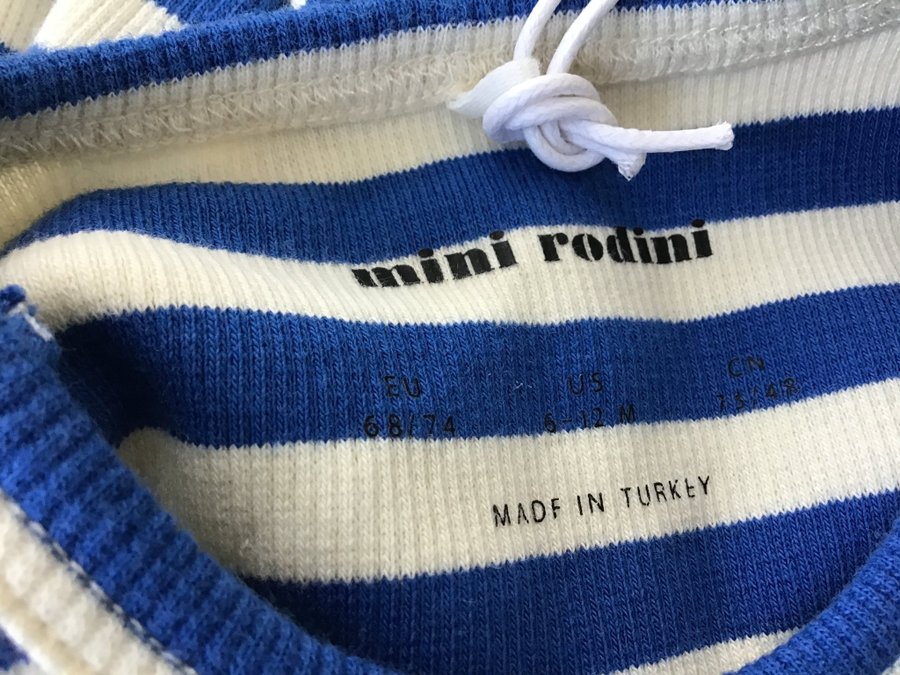 mini rodini
EU US CN
68/74 6-12 M 73/48
MADE IN TURKEY